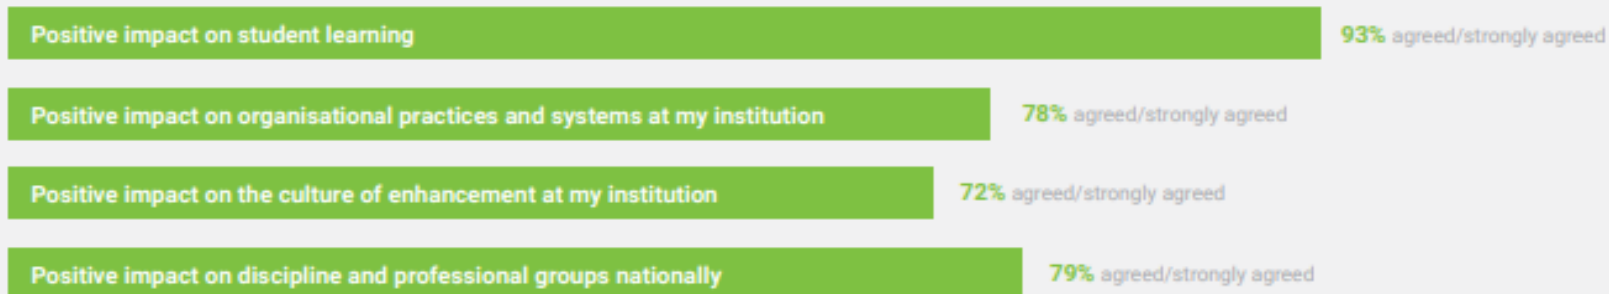 Positive impact on student learning 93% agreed/strongly agreed
Positive impact on organisational practices and systems at my institution 78% agreed/strongly agreed
Positive impact on the culture of enhancement at my institution 72% agreed/strongly agreed
Positive impact on discipline and professional groups nationally 79% agreed/strongly agreed